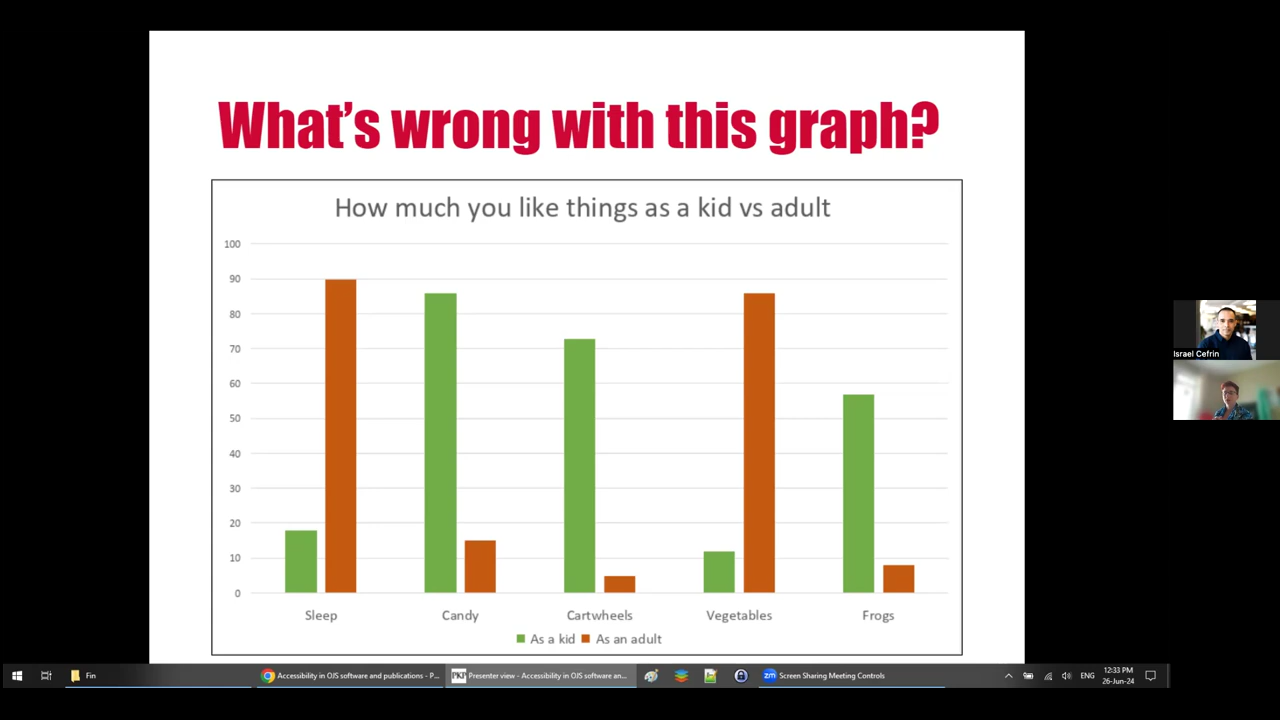 What's wrong with this graph?
How much you like things as a kid vs adult
100
90
80
70
60
50
40
30
20
10
0
Sleep Candy Cartwheels Vegetables Frogs
As a kid As an adult
Israel Cefrin
Fin
Accessibility in OJS software and publications - P...
PKP Presenter view - Accessibility in OJS software an...
zm Screen Sharing Meeting Controls
ENG
12:33 PM
26-Jun-24